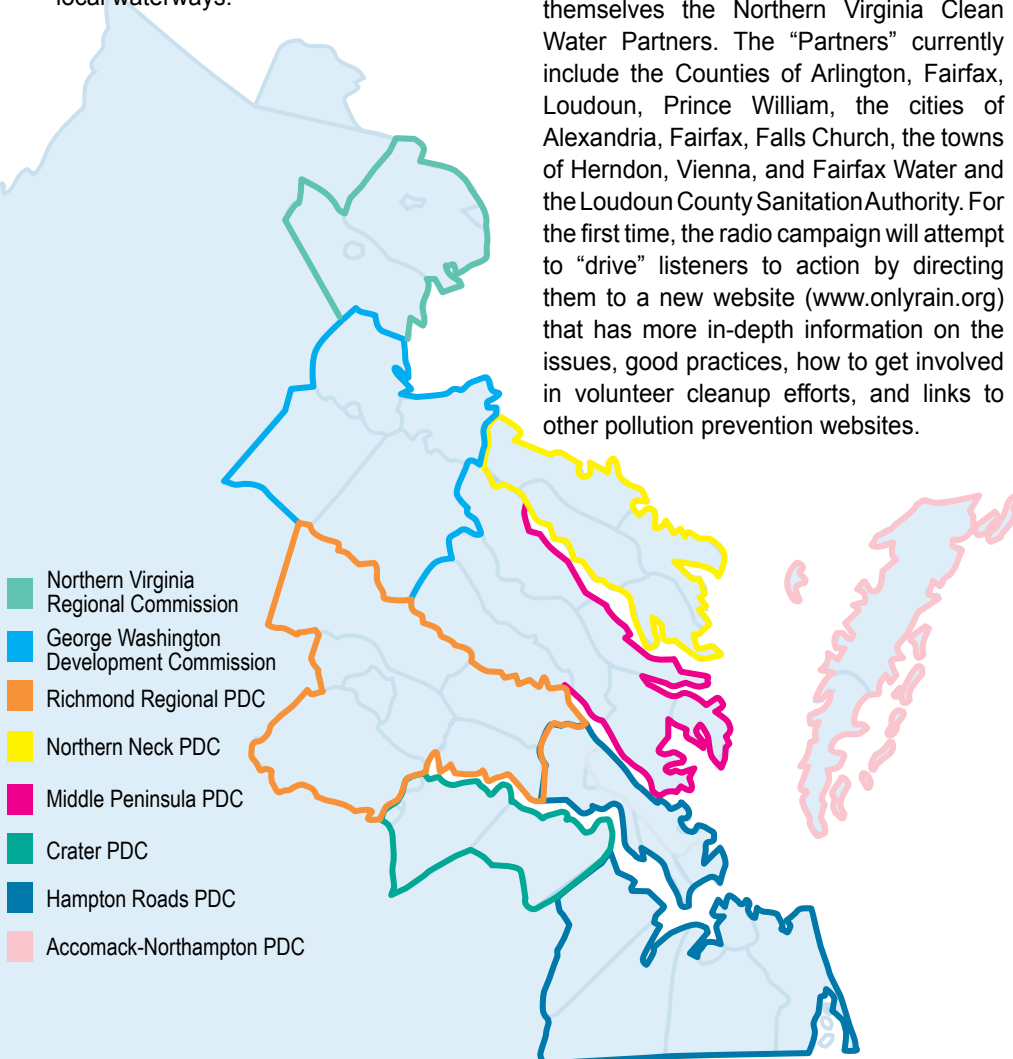 local waterways.
themselves the Northern Virginia Clean
Water Partners. The “Partners” currently
include the Counties of Arlington, Fairfax,
Loudoun, Prince William, the cities of
Alexandria, Fairfax, Falls Church, the towns
of Herndon, Vienna, and Fairfax Water and
the Loudoun County Sanitation Authority. For
the first time, the radio campaign will attempt
to “drive” listeners to action by directing
them to a new website (www.onlyrain.org)
that has more in-depth information on the
issues, good practices, how to get involved
in volunteer cleanup efforts, and links to
other pollution prevention websites.
Northern Virginia
Regional Commission
George Washington
Development Commission
Richmond Regional PDC
Northern Neck PDC
Middle Peninsula PDC
Crater PDC
Hampton Roads PDC
Accomack-Northampton PDC